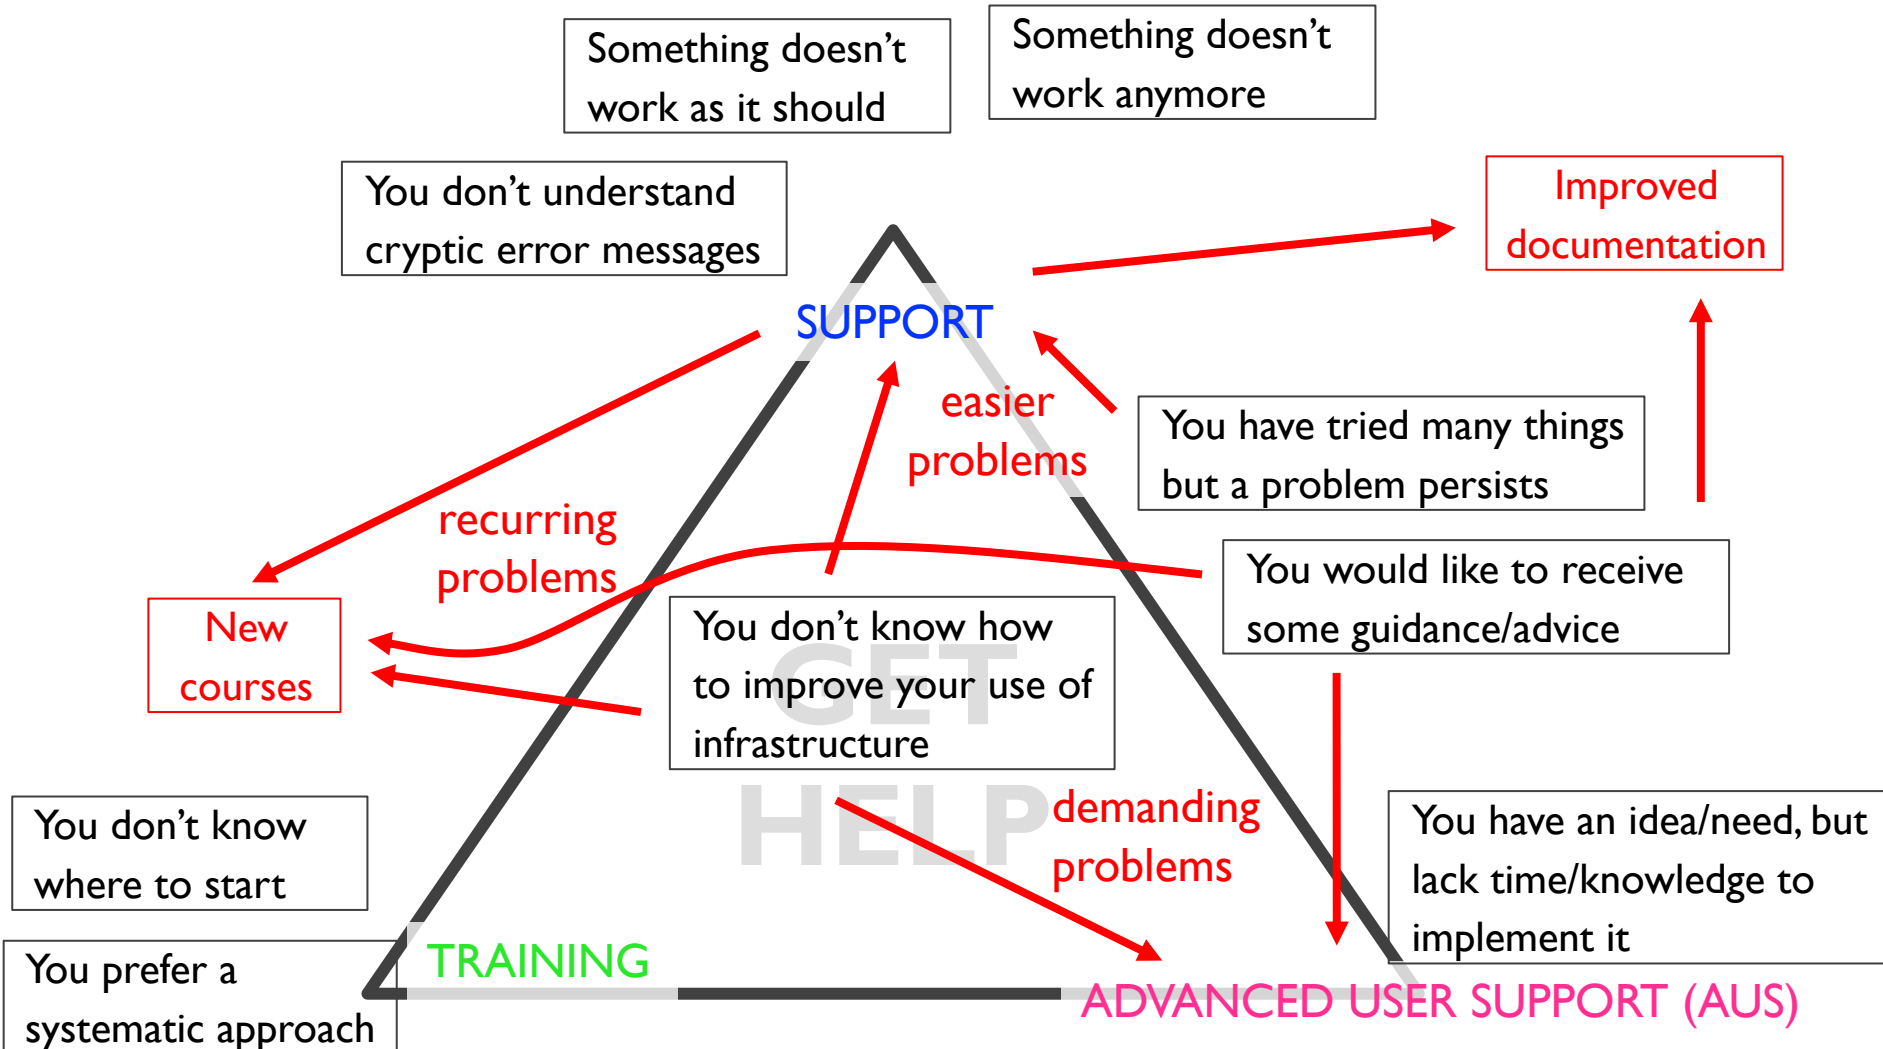 Something doesn’t
work as it should
Something doesn’t
work anymore
You don’t understand
cryptic error messages
Improved
documentation
SUPPORT
easier
problems
You have tried many things
but a problem persists
recurring
problems
You would like to receive
some guidance/advice
New
courses
You don’t know how
to improve your use of
infrastructure
GET
HELP
demanding
problems
You don’t know
where to start
You have an idea/need, but
lack time/knowledge to
implement it
You prefer a
systematic approach
TRAINING
ADVANCED USER SUPPORT (AUS)